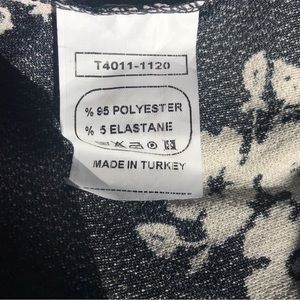 T4011-1120
% 95 POLYESTER
% 5 ELASTANE
MADE IN TURKEY